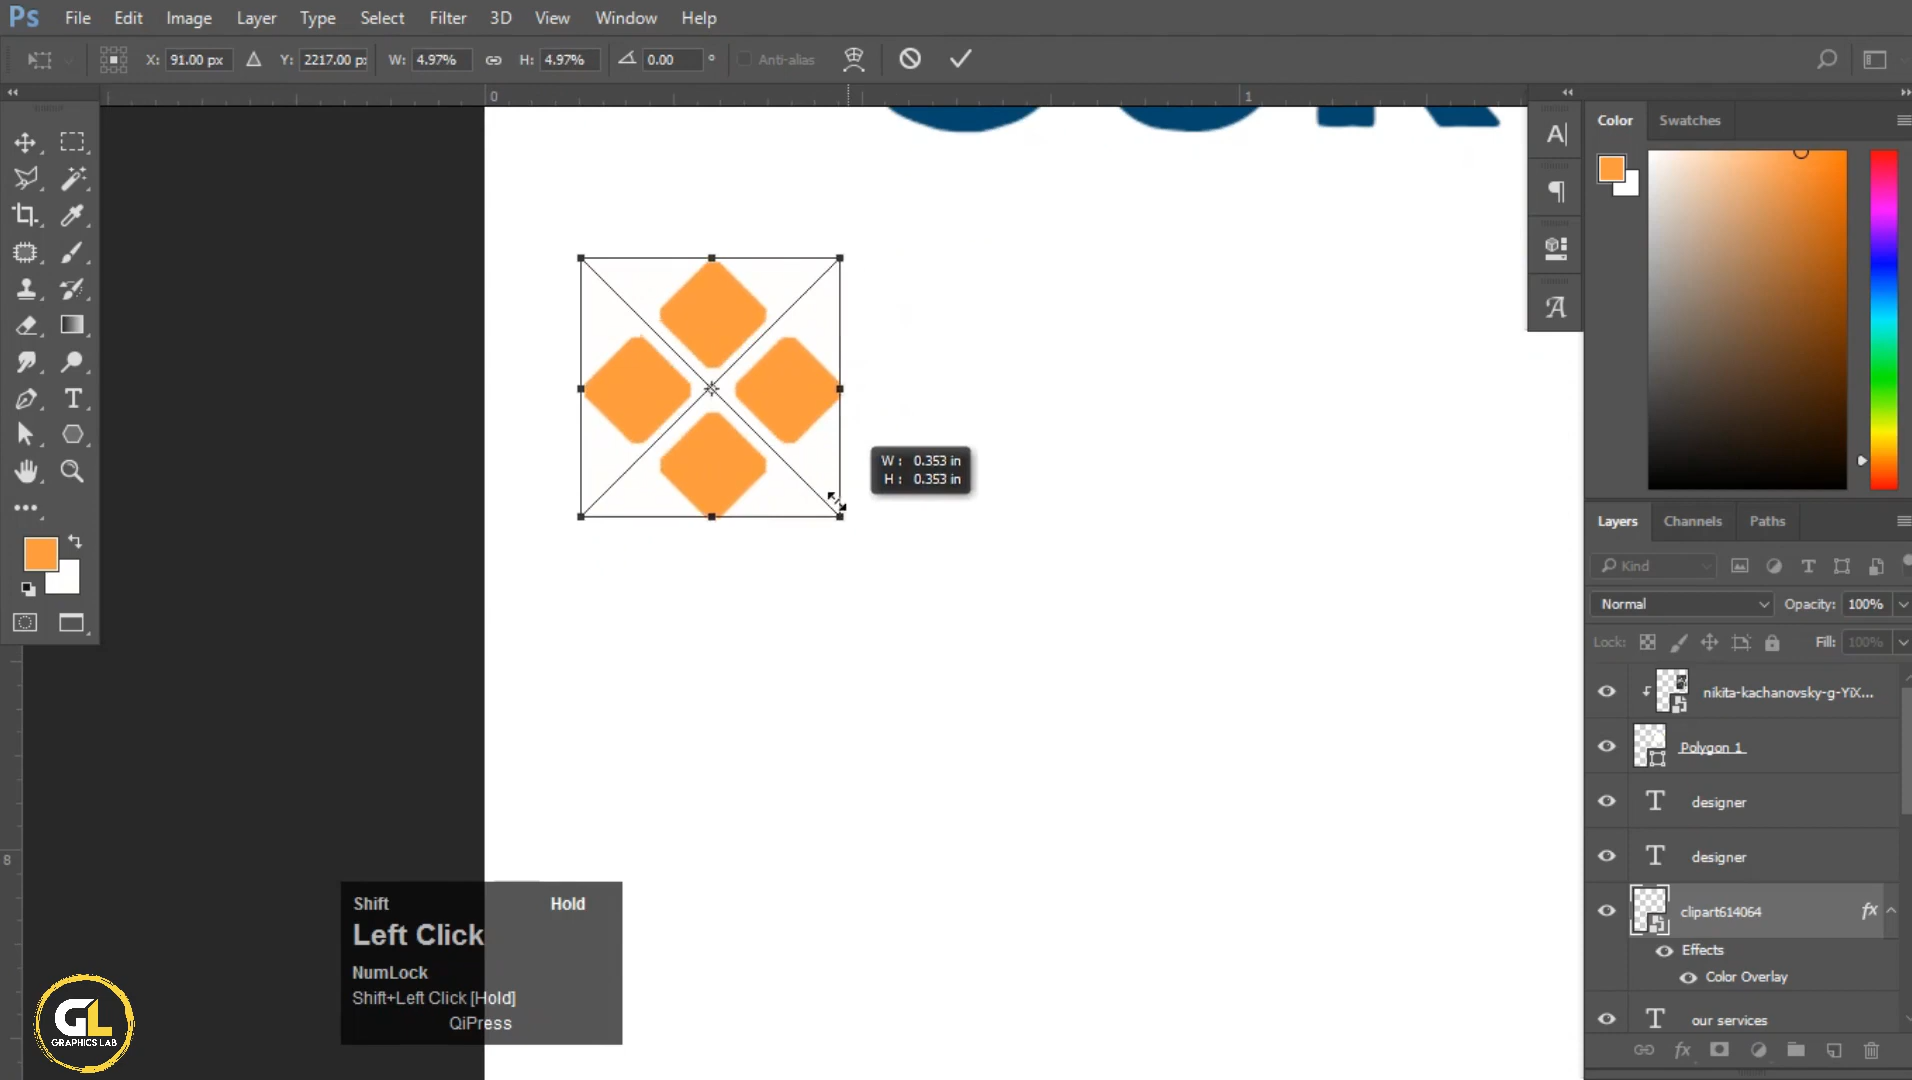 Ps File Edit Image Layer Type Select Filter 3D View Window Help
X: 91.00 px Y: 2217.00 px W: 4.97% H: 4.97% 0.00 ° Anti-alias
0 1
Color Swatches
W : 0.353 in
H : 0.353 in
Layers Channels Paths
Kind
Normal Opacity: 100%
Lock: Fill: 100%
nikita-kachanovsky-g-YiX...
Polygon 1
designer
designer
clipart614064 fx
Effects
Color Overlay
our services
8
Shift Hold
Left Click
NumLock
Shift+Left Click [Hold]
QiPress
GL
GRAPHICS LAB